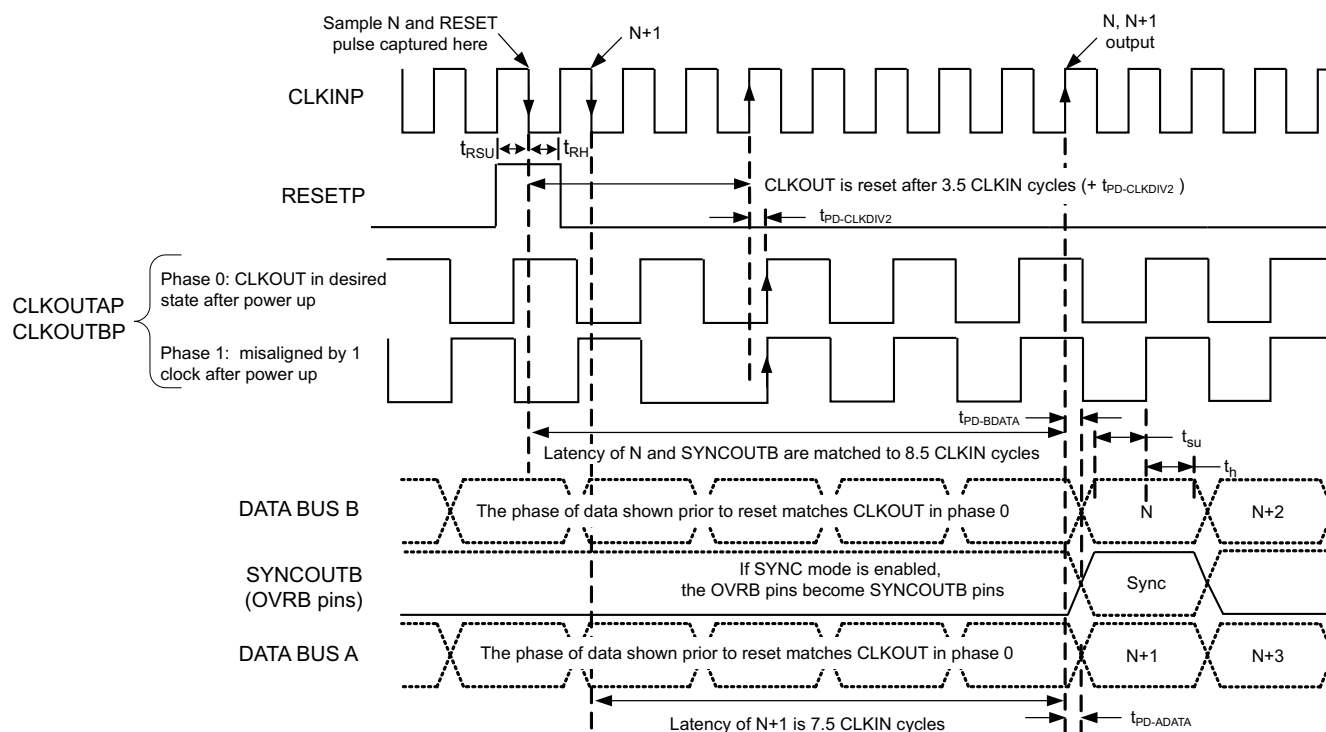 Sample N and RESET
pulse captured here
N+1
N, N+1
output
CLKINP
tRSU
tRH
RESETP
CLKOUT is reset after 3.5 CLKIN cycles (+ tPD-CLKDIV2 )
tPD-CLKDIV2
CLKOUTAP
CLKOUTBP
Phase 0: CLKOUT in desired
state after power up
Phase 1: misaligned by 1
clock after power up
tPD-BDATA
tsu
th
Latency of N and SYNCOUTB are matched to 8.5 CLKIN cycles
DATA BUS B
The phase of data shown prior to reset matches CLKOUT in phase 0
N
N+2
SYNCOUTB
(OVRB pins)
If SYNC mode is enabled,
the OVRB pins become SYNCOUTB pins
Sync
DATA BUS A
The phase of data shown prior to reset matches CLKOUT in phase 0
N+1
N+3
Latency of N+1 is 7.5 CLKIN cycles
tPD-ADATA